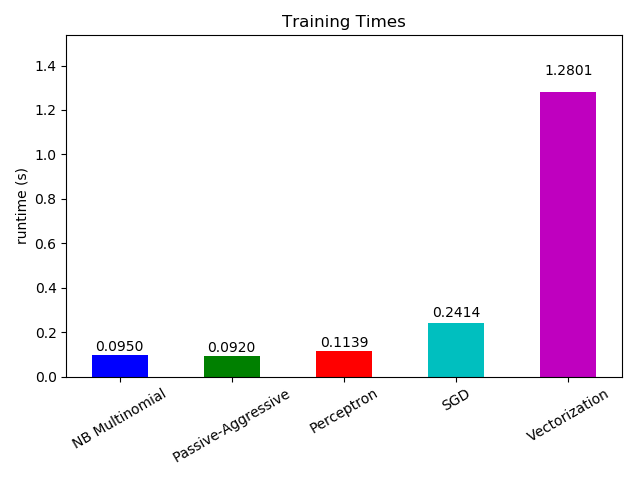 Training Times
runtime (s)
1.4
1.2
1.0
0.8
0.6
0.4
0.2
0.0
0.0950
0.0920
0.1139
0.2414
1.2801
NB Multinomial
Passive-Aggressive
Perceptron
SGD
Vectorization